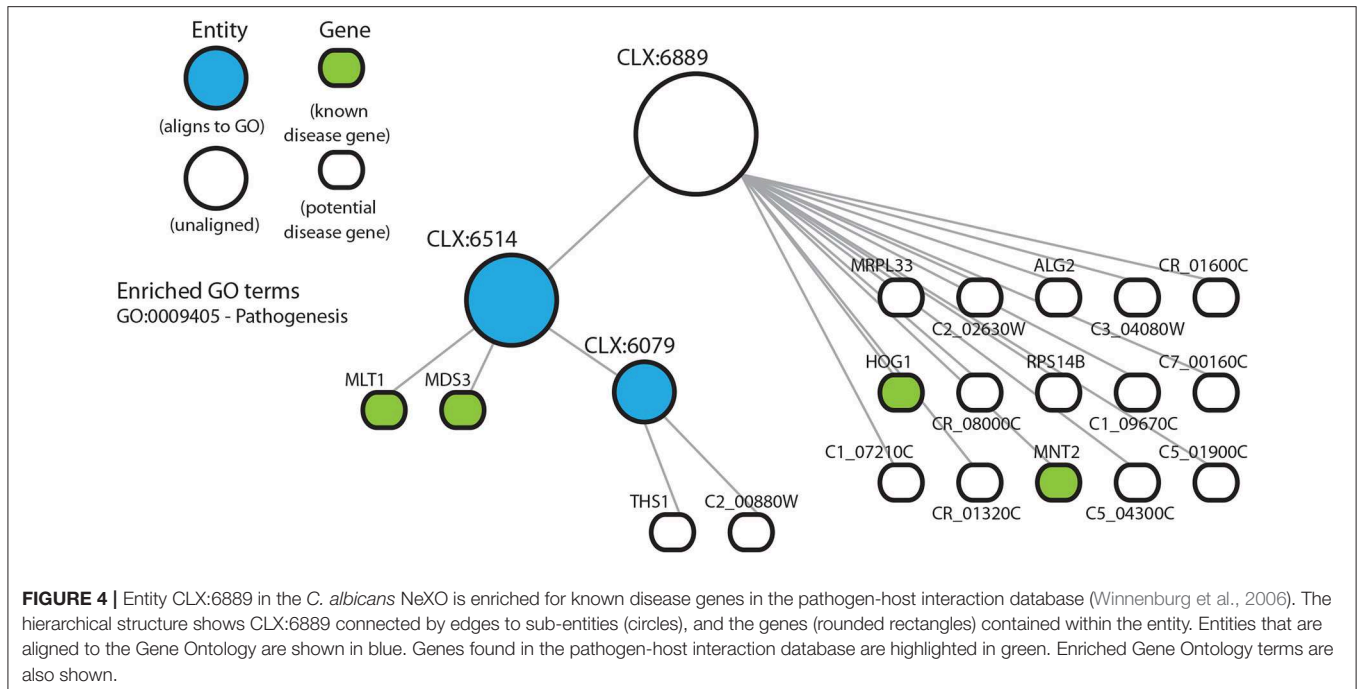 Entity
Gene
(aligns to GO)
(known
disease gene)
(unaligned)
(potential
disease gene)
CLX:6889
CLX:6514
Enriched GO terms
GO:0009405 - Pathogenesis
CLX:6079
MLT1
MDS3
THS1
C2_00880W
MRPL33
ALG2
CR_01600C
C2_02630W
C3_04080W
HOG1
RPS14B
C7_00160C
CR_08000C
C1_09670C
C1_07210C
MNT2
C5_01900C
CR_01320C
C5_04300C
FIGURE 4 | Entity CLX:6889 in the C. albicans NeXO is enriched for known disease genes in the pathogen-host interaction database (Winnenburg et al., 2006). The
hierarchical structure shows CLX:6889 connected by edges to sub-entities (circles), and the genes (rounded rectangles) contained within the entity. Entities that are
aligned to the Gene Ontology are shown in blue. Genes found in the pathogen-host interaction database are highlighted in green. Enriched Gene Ontology terms are
also shown.